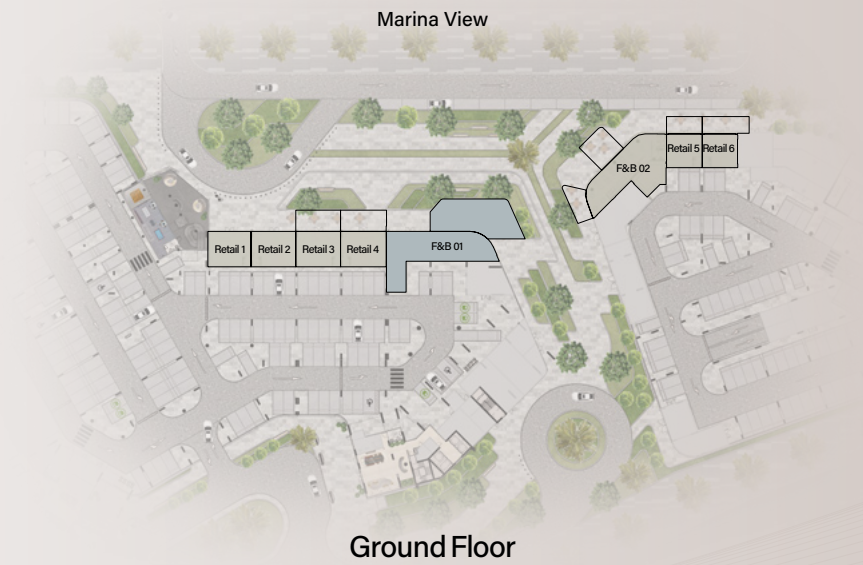 Marina View
Retail 5
Retail 6
F&B 02
Retail 1
Retail 2
Retail 3
Retail 4
F&B 01
Ground Floor